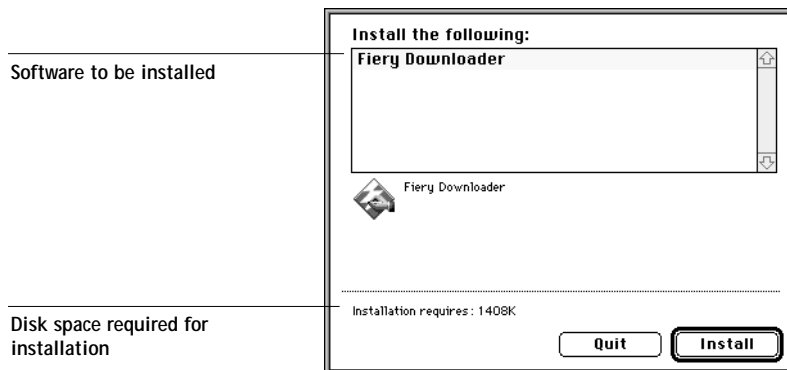 Install the following:
Fiery Downloader
Software to be installed
Fiery Downloader
Installation requires: 1408K
Disk space required for
installation
Quit
Install